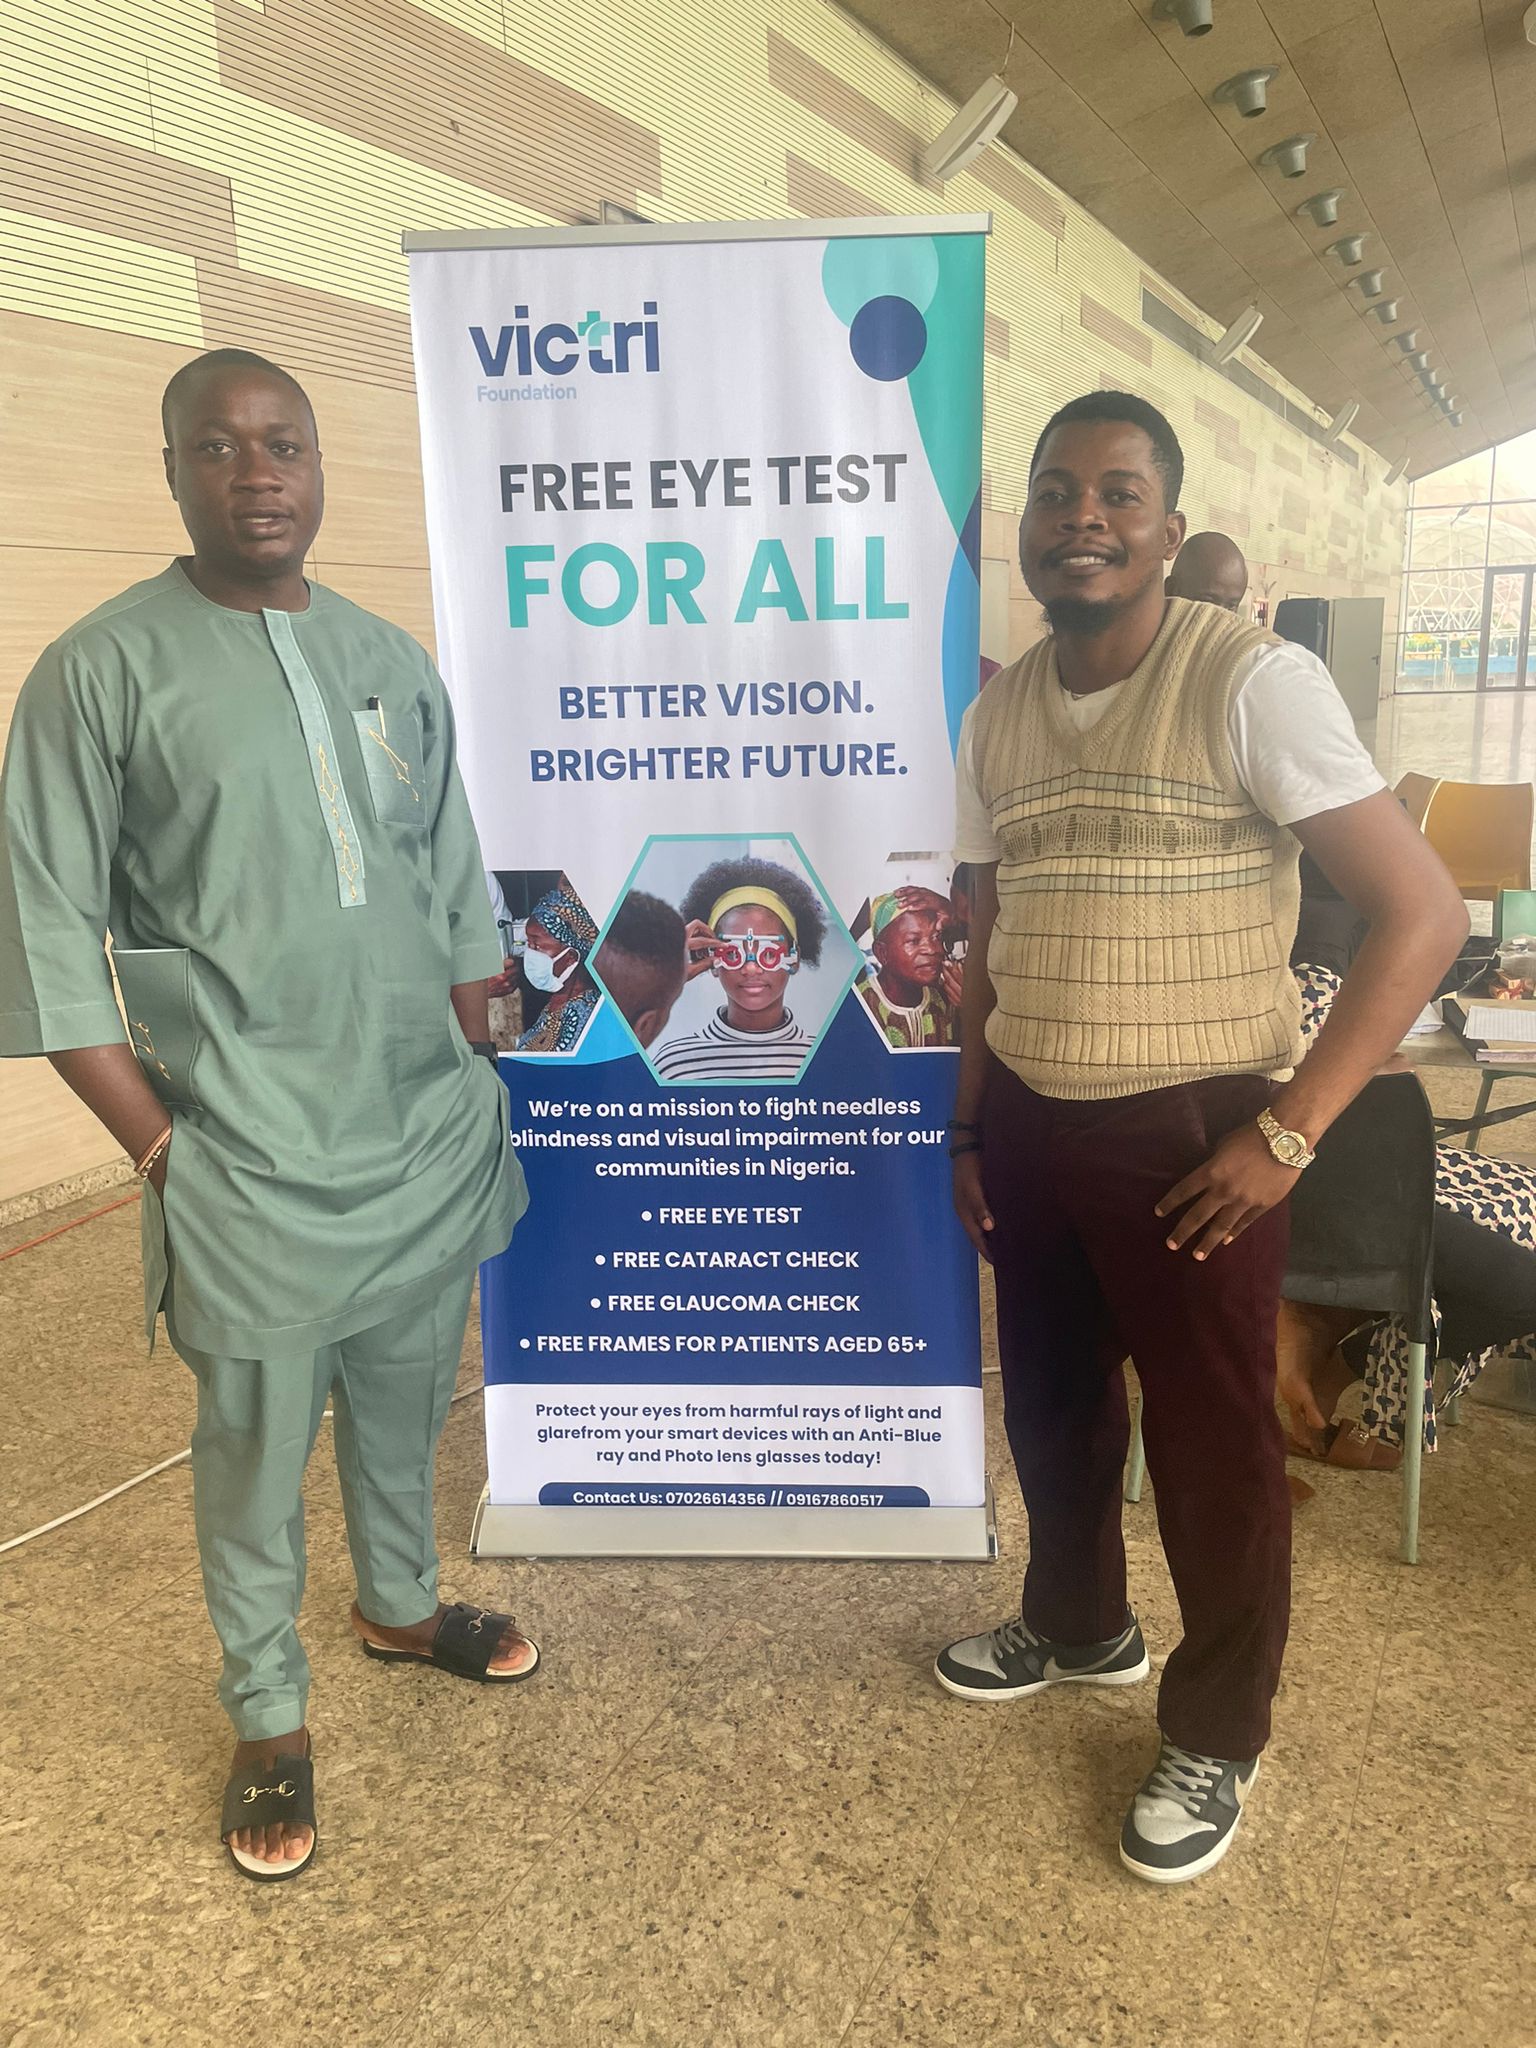 victri
Foundation
FREE EYE TEST
FOR ALL
BETTER VISION.
BRIGHTER FUTURE.
We're on a mission to fight needless
blindness and visual impairment for our
communities in Nigeria.
• FREE EYE TEST
• FREE CATARACT CHECK
• FREE GLAUCOMA CHECK
• FREE FRAMES FOR PATIENTS AGED 65+
Protect your eyes from harmful rays of light and
glarefrom your smart devices with an Anti-Blue
ray and Photo lens glasses today!
Contact Us: 07026614356 // 09167860517